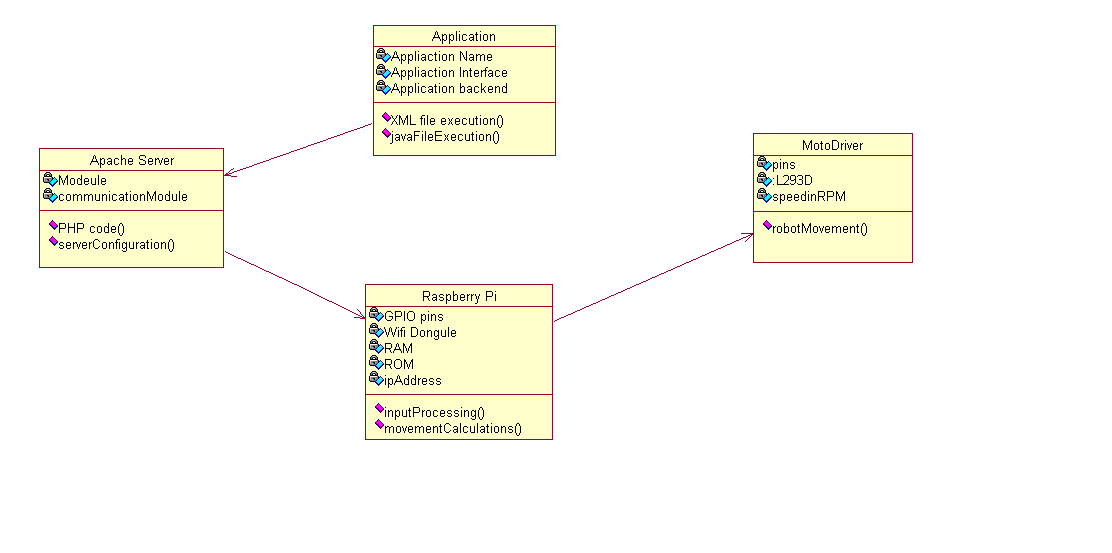 Application
Appliaction Name
Appliaction Interface
Application backend
XML file execution()
javaFileExecution()
Apache Server
Modeule
communicationModule
PHP code()
serverConfiguration()
MotoDriver
pins
:L293D
speedinRPM
robotMovement()
Raspberry Pi
GPIO pins
Wifi Dongule
RAM
ROM
ipAddress
inputProcessing()
movementCalculations()